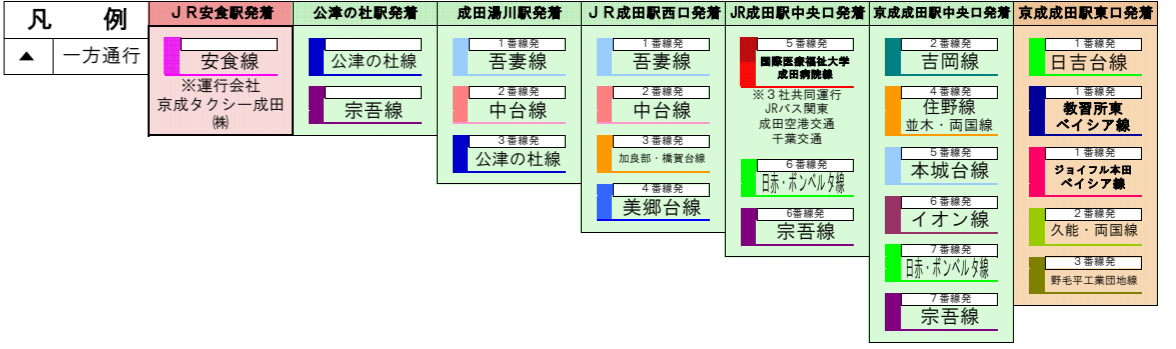 凡 例
▲ 一方通行
ＪＲ安食駅発着
安食線
※運行会社
京成タクシー成田
㈱
公津の杜駅発着
公津の杜線
宗吾線
成田湯川駅発着
１番線発
吾妻線
２番線発
中台線
３番線発
公津の杜線
ＪＲ成田駅西口発着
１番線発
吾妻線
２番線発
中台線
３番線発
加良部・橋賀台線
４番線発
美郷台線
JR成田駅中央口発着
５番線発
国際医療福祉大学
成田病院線
※３社共同運行
JRバス関東
成田空港交通
千葉交通
６番線発
日赤・ボンベルタ線
6番線発
宗吾線
京成成田駅中央口発着
２番線発
吉岡線
４番線発
住野線
並木・両国線
５番線発
本城台線
６番線発
イオン線
７番線発
日赤・ボンベルタ線
７番線発
宗吾線
京成成田駅東口発着
１番線発
日吉台線
１番線発
教習所東
ベイシア線
１番線発
ジョイフル本田
ベイシア線
２番線発
久能・両国線
３番線発
野毛平工業団地線